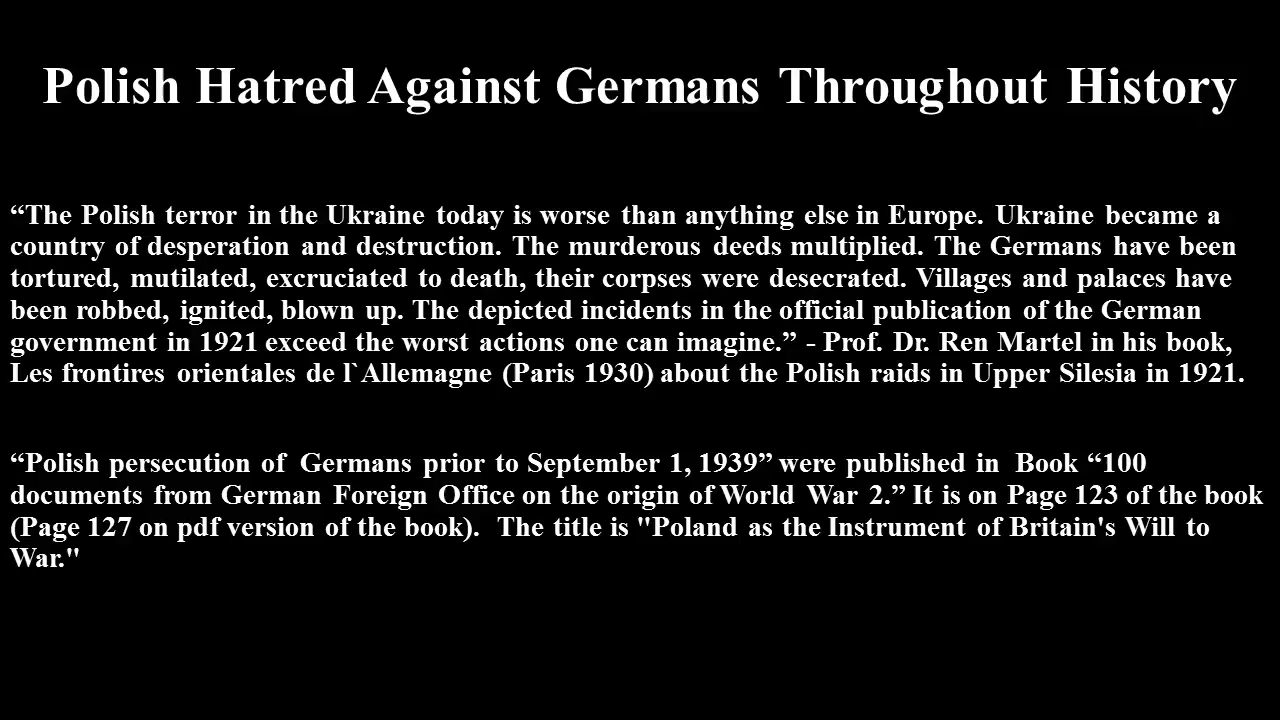 Polish Hatred Against Germans Throughout History
“The Polish terror in the Ukraine today is worse than anything else in Europe. Ukraine became a
country of desperation and destruction. The murderous deeds multiplied. The Germans have been
tortured, mutilated, excruciated to death, their corpses were desecrated. Villages and palaces have
been robbed, ignited, blown up. The depicted incidents in the official publication of the German
government in 1921 exceed the worst actions one can imagine.” - Prof. Dr. Ren Martel in his book,
Les frontires orientales de l`Allemagne (Paris 1930) about the Polish raids in Upper Silesia in 1921.
“Polish persecution of Germans prior to September 1, 1939” were published in Book “100
documents from German Foreign Office on the origin of World War 2.” It is on Page 123 of the book
(Page 127 on pdf version of the book). The title is "Poland as the Instrument of Britain's Will to
War."